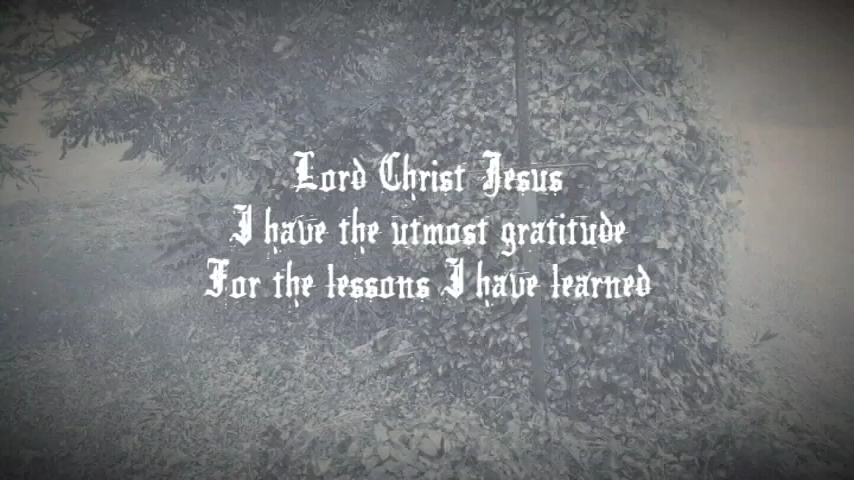 Lord Christ Jesus
I have the utmost gratitude
For the lessons I have learned